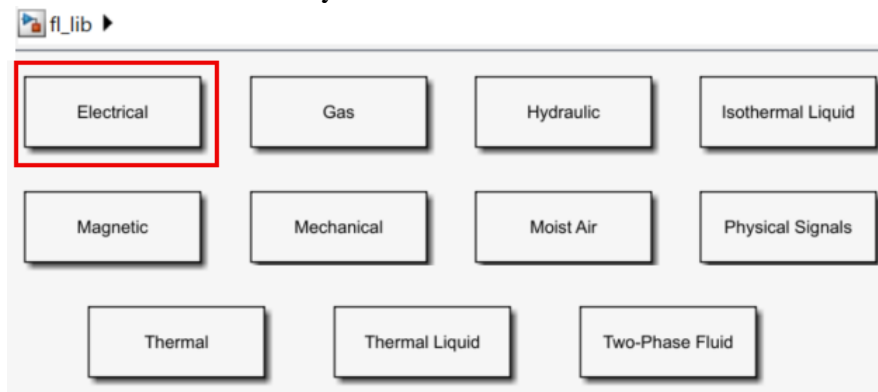 fl_lib
Electrical Gas Hydraulic Isothermal Liquid
Magnetic Mechanical Moist Air Physical Signals
Thermal Thermal Liquid Two-Phase Fluid